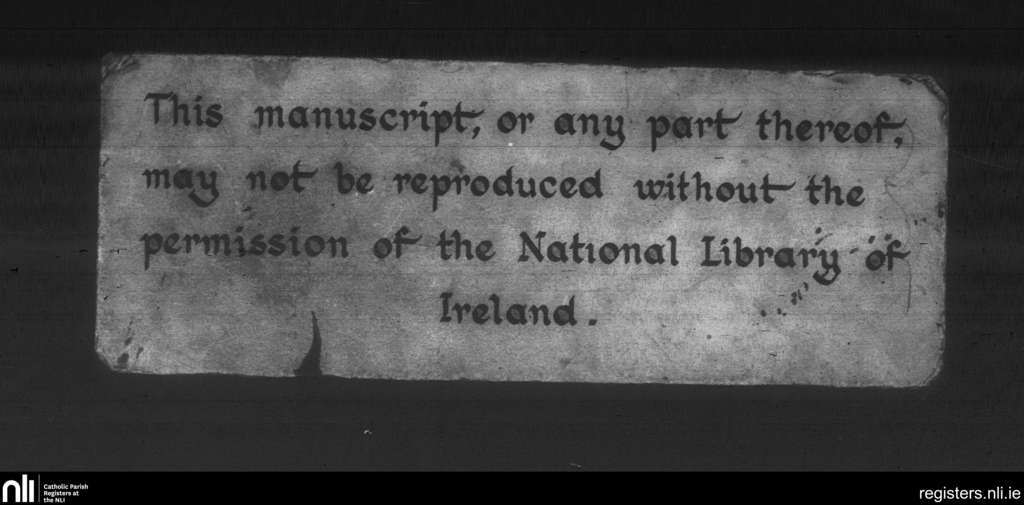 This manuscript, or any part thereof,
may not be reproduced without the
permission of the National Library of
Ireland.
nli
Catholic Parish
Registers at
the NLI
registers.nli.ie